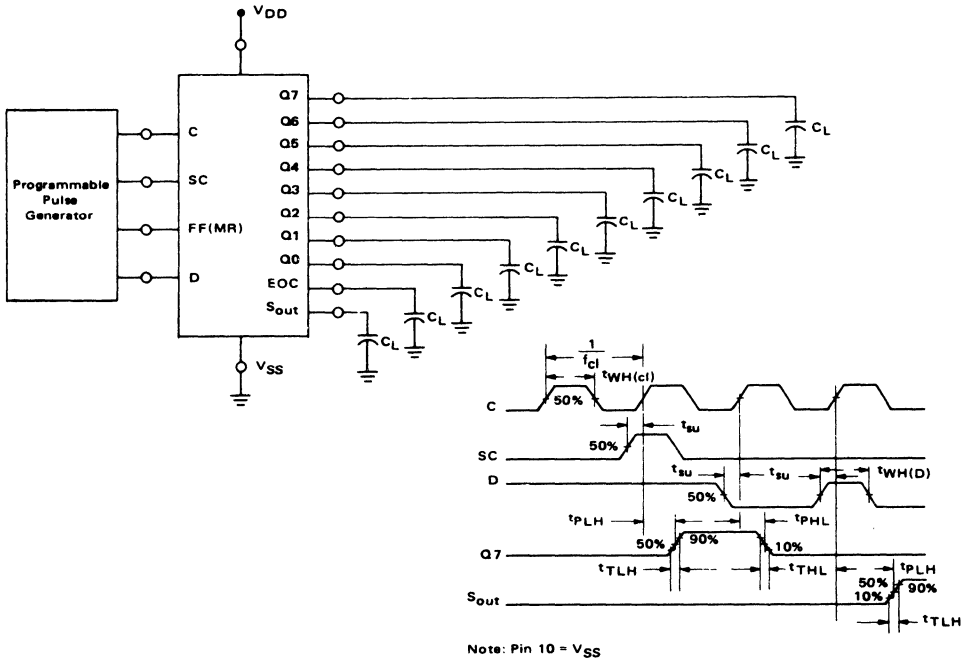 VDD
Programmable
Pulse
Generator
C
SC
FF(MR)
D
Q7
Q6
Q5
Q4
Q3
Q2
Q1
Q0
EOC
Sout
CL
CL
CL
CL
CL
CL
CL
CL
CL
CL
VSS
1
fcl
tWH(cl)
C
50%
tsu
SC
50%
tsu
tsu
tWH(D)
D
50%
tPLH
tPHL
Q7
50%
90%
10%
tTLH
tTHL
tPLH
Sout
50%
10%
90%
tTLH
Note: Pin 10 = VSS